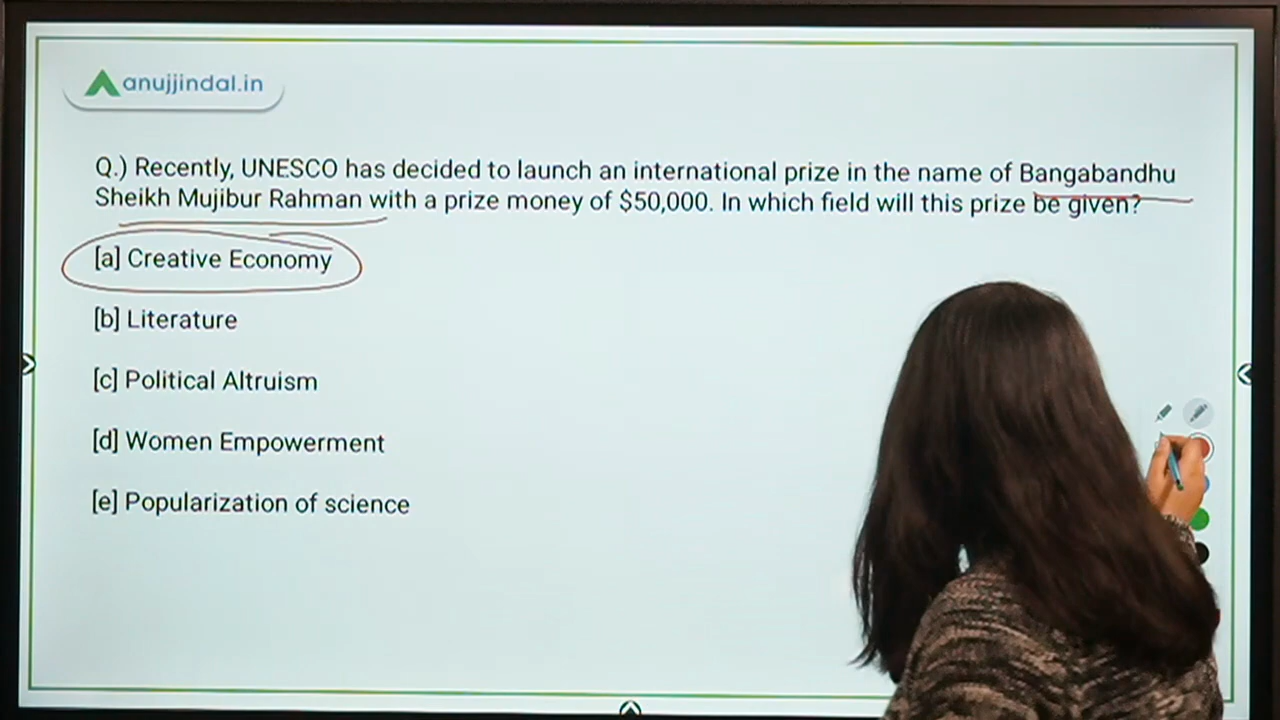 anujjindal.in
Q.) Recently, UNESCO has decided to launch an international prize in the name of Bangabandhu
Sheikh Mujibur Rahman with a prize money of $50,000. In which field will this prize be given?
[a] Creative Economy
[b] Literature
[c] Political Altruism
[d] Women Empowerment
[e] Popularization of science